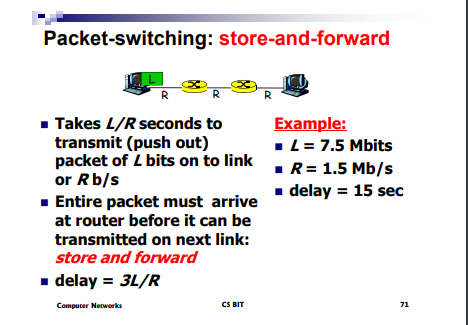 Packet-switching: store-and-forward
L
R R R
Takes L/R seconds to
transmit (push out)
packet of L bits on to link
or R b/s
Entire packet must arrive
at router before it can be
transmitted on next link:
store and forward
delay = 3L/R
Example:
L = 7.5 Mbits
R = 1.5 Mb/s
delay = 15 sec
Computer Networks CS BIT 71